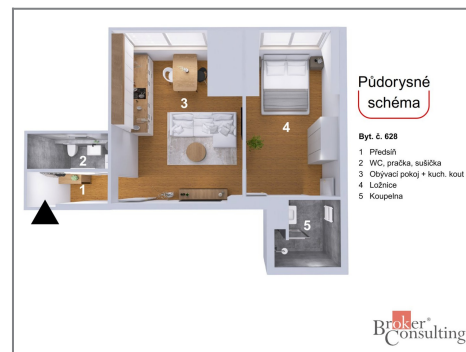 Půdorysné
schéma
Byt. č. 628
1 Předsíň
2 WC, pračka, sušička
3 Obývací pokoj + kuch. kout
4 Ložnice
5 Koupelna
3
4
2
1
5
Broker®
Consulting